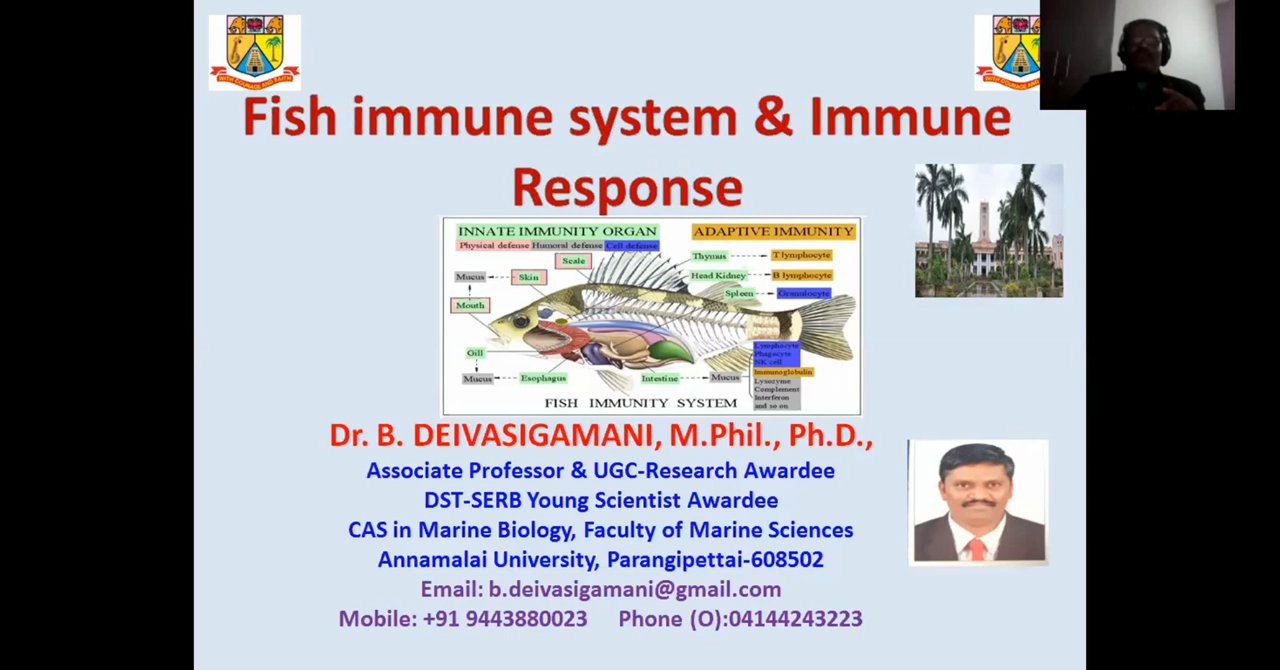 WITH COURAGE AND FAITH
Fish immune system & Immune
Response
INNATE IMMUNITY ORGAN
ADAPTIVE IMMUNITY
Physical defense Humoral defense Cell defense
Scale
Thymus
T lymphocyte
Mucus
Skin
Head Kidney
B lymphocyte
Spleen
Granulocyte
Mouth
Gill
Lymphocyte
Phagocyte
NK cell
Mucus
Esophagus
Intestine
Mucus
Immunoglobulin
Lysozyme
Complement
Interferon
and so on
FISH IMMUNITY SYSTEM
Dr. B. DEIVASIGAMANI, M.Phil., Ph.D.,
Associate Professor & UGC-Research Awardee
DST-SERB Young Scientist Awardee
CAS in Marine Biology, Faculty of Marine Sciences
Annamalai University, Parangipettai-608502
Email: b.deivasigamani@gmail.com
Mobile: +91 9443880023 Phone (O):04144243223